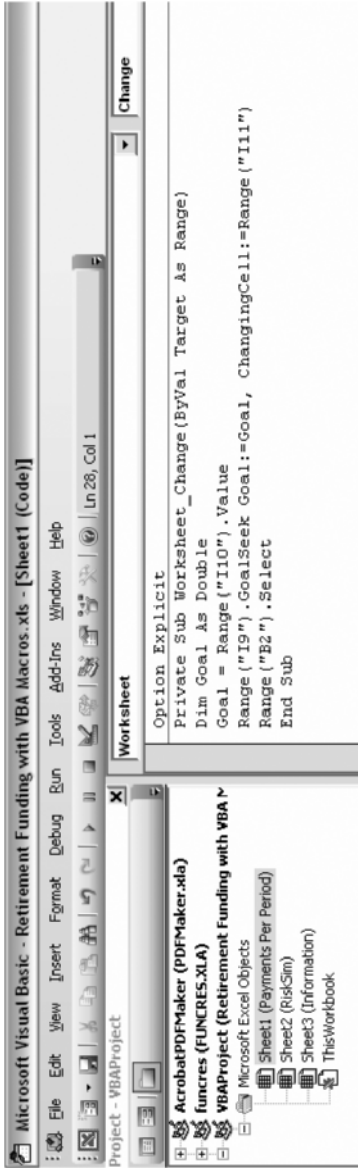 Microsoft Visual Basic - Retirement Funding with VBA Macros.xls - [Sheet1 (Code)]
File Edit View Insert Format Debug Run Tools Add-Ins Window Help
Ln 28, Col 1
Project - VBAProject
AcrobatPDFMaker (PDFMaker.xla)
funcres (FUNCRES.XLA)
VBAProject (Retirement Funding with VBA M
Microsoft Excel Objects
Sheet1 (Payments Per Period)
Sheet2 (RiskSim)
Sheet3 (Information)
ThisWorkbook
Worksheet
Change
Option Explicit
Private Sub Worksheet_Change(ByVal Target As Range)
Dim Goal As Double
Goal = Range("I10").Value
Range("I9").GoalSeek Goal:=Goal, ChangingCell:=Range("I11")
Range("B2").Select
End Sub